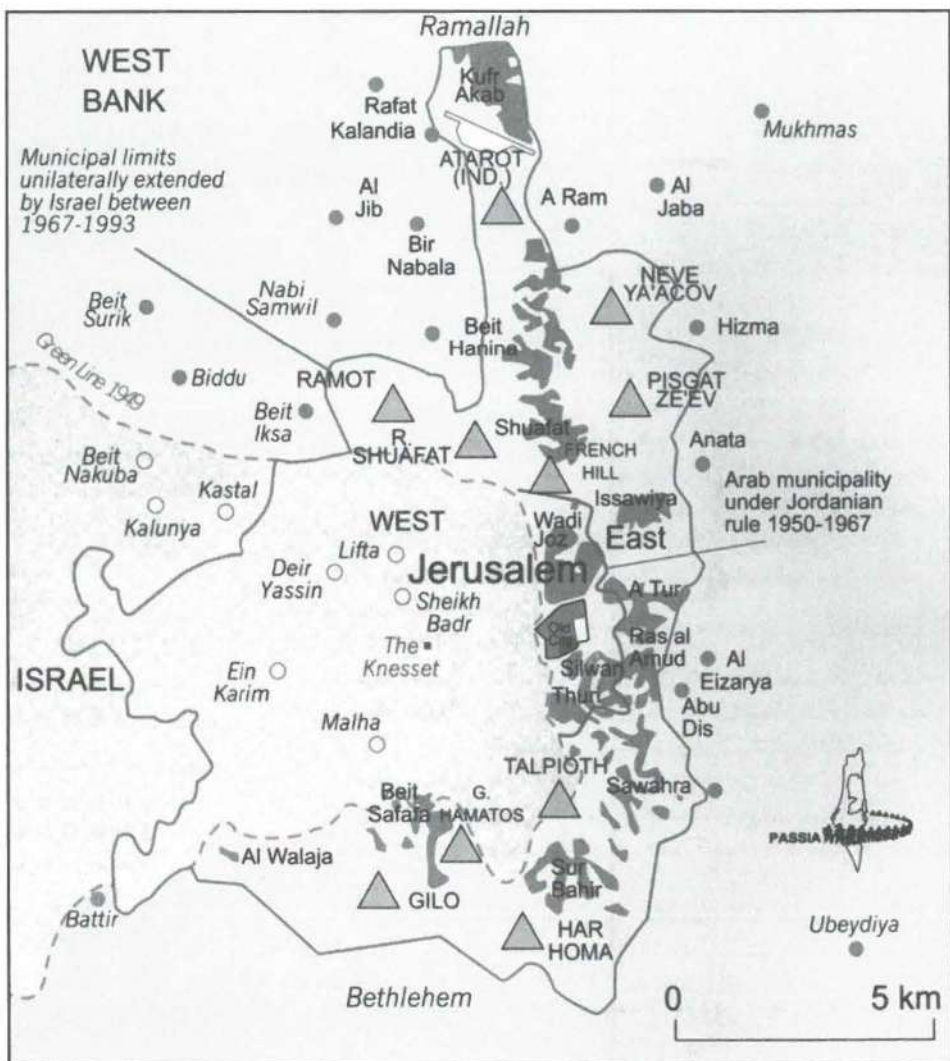 Ramallah
WEST
BANK
Kufr
Akab
Rafat
Kalandia
Mukhmas
Municipal limits
unilaterally extended
by Israel between
1967-1993
ATAROT
(IND.)
Al
Jib
A Ram
Al
Jaba
Bir
Nabala
NEVE
YA'ACOV
Nabi
Samwil
Beit
Surik
Beit
Hanina
Hizma
Green Line 1949
Biddu
RAMOT
PISGAT
ZE'EV
Beit
Iksa
R.
SHUAFAT
Shuafat
FRENCH
HILL
Anata
Beit
Nakuba
Kastal
Kalunya
Issawiya
Arab municipality
under Jordanian
rule 1950-1967
WEST
Wadi
Joz
East
Lifta
Jerusalem
Deir
Yassin
A'Tur
Sheikh
Badr
Old
City
The
Knesset
Ras al
Amud
ISRAEL
Ein
Karim
Silwan
Al
Eizarya
Thuri
Abu
Dis
Malha
TALPIOTH
Sawahra
Beit
Safafa
G.
HAMATOS
PASSIA
Al Walaja
Sur
Bahir
GILO
Battir
HAR
HOMA
Ubeydiya
Bethlehem
0
5 km